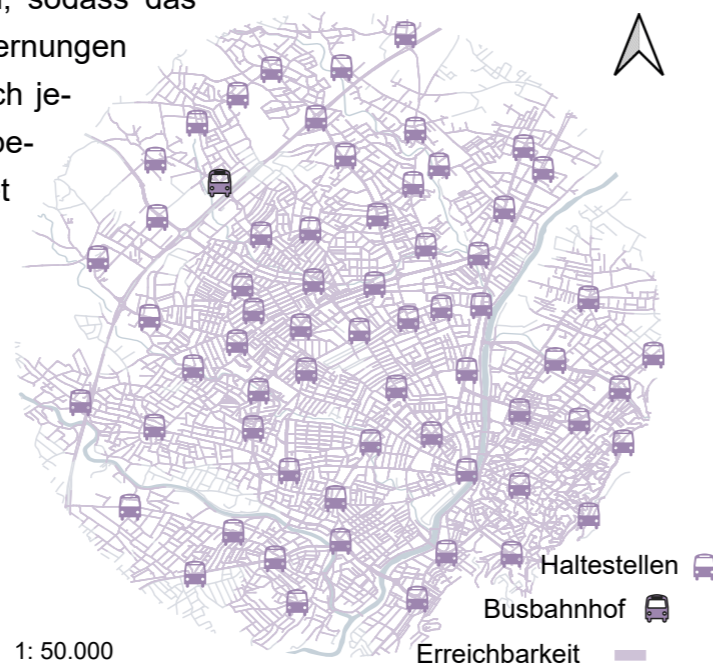 sodass das
ernungen
ch je-
be-
t
Haltestellen
Busbahnhof
1: 50.000
Erreichbarkeit